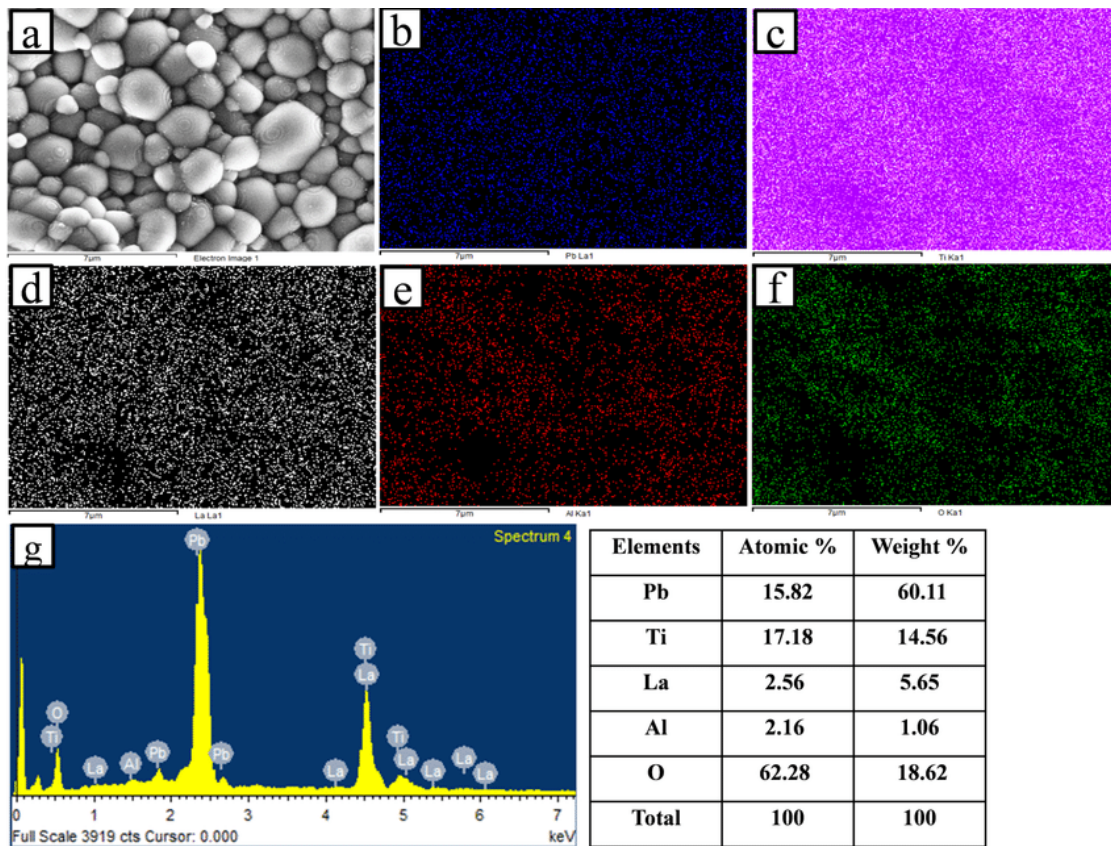 a
b
c
7µm Electron Image 1
7µm Pb La1
7µm Ti Ka1
d
e
f
7µm La La1
7µm Al Ka1
7µm O Ka1
g
Spectrum 4
Pb
Ti
La
O
Ti
La
Al
Pb
Pb
La
Ti
La
La
La
La
0 1 2 3 4 5 6 7
Full Scale 3919 cts Cursor: 0.000 keV
Elements Atomic % Weight %
Pb 15.82 60.11
Ti 17.18 14.56
La 2.56 5.65
Al 2.16 1.06
O 62.28 18.62
Total 100 100